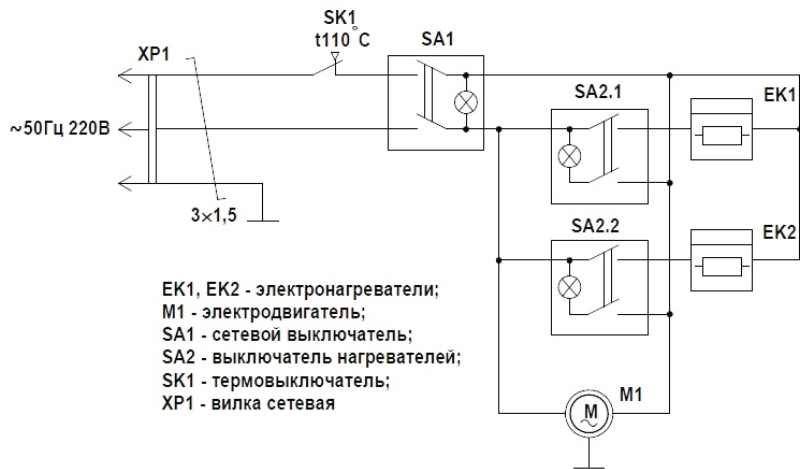 SK1
t110°C
SA1
XP1
SA2.1
EK1
~50Гц 220В
3×1,5
SA2.2
EK2
EK1, EK2 - электронагреватели;
M1 - электродвигатель;
SA1 - сетевой выключатель;
SA2 - выключатель нагревателей;
SK1 - термовыключатель;
XP1 - вилка сетевая
M1
M
~